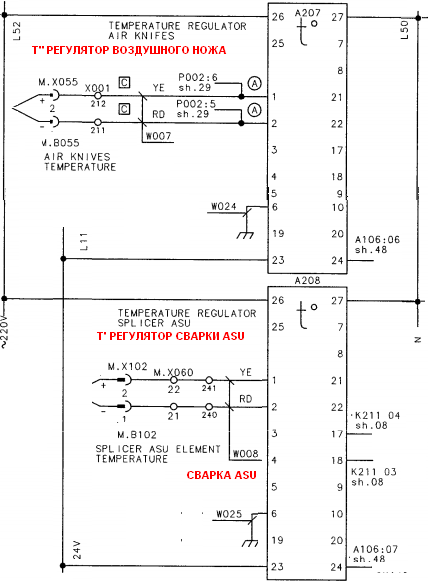 L52
TEMPERATURE REGULATOR
AIR KNIFES
T" РЕГУЛЯТОР ВОЗДУШНОГО НОЖА
A207
26 27
L50
25 7
8
M.X055 X001 C YE P002:6 A
sh.29
+ 2 212 1 21
C RD P002:5 A
sh.29
- 211 2 22
M.B055 W007
AIR KNIVES
TEMPERATURE
3 17
4 18
5 9
W024 6 10
19 20
A106:06
L11
23 24 sh.48
A208
26 27
TEMPERATURE REGULATOR
SPLICER ASU
25 7
T' РЕГУЛЯТОР СВАРКИ ASU
~220V
N
8
M.X102 M.X060 YE
+ 2 22 241 1 21
RD
- 1 21 240 2 22
K211 04
sh.08
M.B102 3 17
SPLICER ASU ELEMENT
TEMPERATURE
W008 4 18
K211 03
sh.08
СВАРКА ASU
5 9
W025 6 10
24V
19 20
A106:07
sh.48
23 24